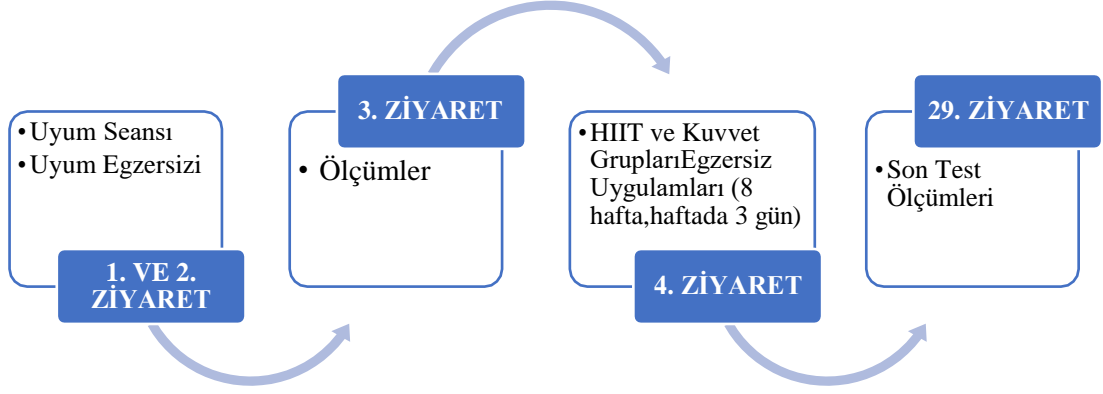 •Uyum Seansı
•Uyum Egzersizi
1. VE 2.
ZİYARET
3. ZİYARET
• Ölçümler
•HIIT ve Kuvvet
GruplarıEgzersiz
Uygulamları (8
hafta,haftada 3 gün)
4. ZİYARET
29. ZİYARET
•Son Test
Ölçümleri